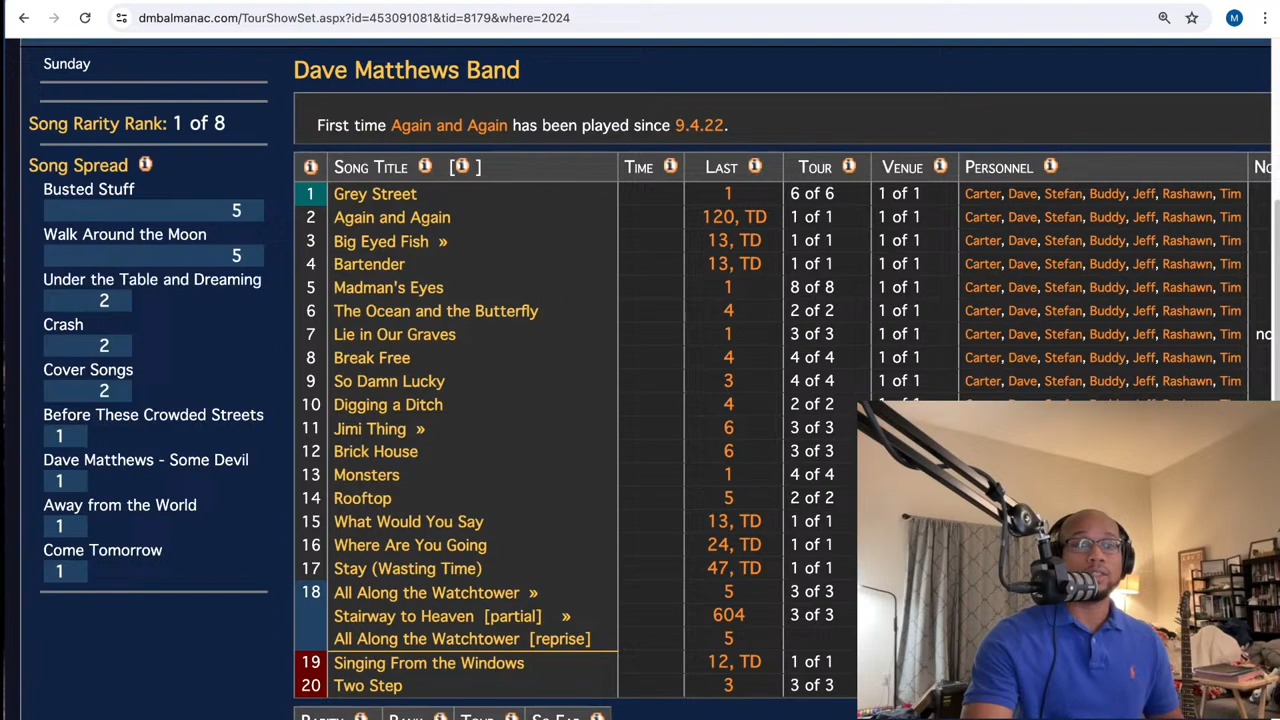 dmbalmanac.com/TourShowSet.aspx?id=453091081&tid=8179&where=2024
M
Sunday
Song Rarity Rank: 1 of 8
Song Spread
Busted Stuff
5
Walk Around the Moon
5
Under the Table and Dreaming
2
Crash
2
Cover Songs
2
Before These Crowded Streets
1
Dave Matthews - Some Devil
1
Away from the World
1
Come Tomorrow
1
Dave Matthews Band
First time Again and Again has been played since 9.4.22.
Song Title [ ] Time Last Tour Venue Personnel No
1 Grey Street 1 6 of 6 1 of 1 Carter, Dave, Stefan, Buddy, Jeff, Rashawn, Tim
2 Again and Again 120, TD 1 of 1 1 of 1 Carter, Dave, Stefan, Buddy, Jeff, Rashawn, Tim
3 Big Eyed Fish » 13, TD 1 of 1 1 of 1 Carter, Dave, Stefan, Buddy, Jeff, Rashawn, Tim
4 Bartender 13, TD 1 of 1 1 of 1 Carter, Dave, Stefan, Buddy, Jeff, Rashawn, Tim
5 Madman's Eyes 1 8 of 8 1 of 1 Carter, Dave, Stefan, Buddy, Jeff, Rashawn, Tim
6 The Ocean and the Butterfly 4 2 of 2 1 of 1 Carter, Dave, Stefan, Buddy, Jeff, Rashawn, Tim
7 Lie in Our Graves 1 3 of 3 1 of 1 Carter, Dave, Stefan, Buddy, Jeff, Rashawn, Tim no
8 Break Free 4 4 of 4 1 of 1 Carter, Dave, Stefan, Buddy, Jeff, Rashawn, Tim
9 So Damn Lucky 3 4 of 4 1 of 1 Carter, Dave, Stefan, Buddy, Jeff, Rashawn, Tim
10 Digging a Ditch 4 2 of 2
11 Jimi Thing » 6 3 of 3
12 Brick House 6 3 of 3
13 Monsters 1 4 of 4
14 Rooftop 5 2 of 2
15 What Would You Say 13, TD 1 of 1
16 Where Are You Going 24, TD 1 of 1
17 Stay (Wasting Time) 47, TD 1 of 1
18 All Along the Watchtower » 5 3 of 3
Stairway to Heaven [partial] » 604 3 of 3
All Along the Watchtower [reprise] 5
19 Singing From the Windows 12, TD 1 of 1
20 Two Step 3 3 of 3
Rarity Rank Tour So Far